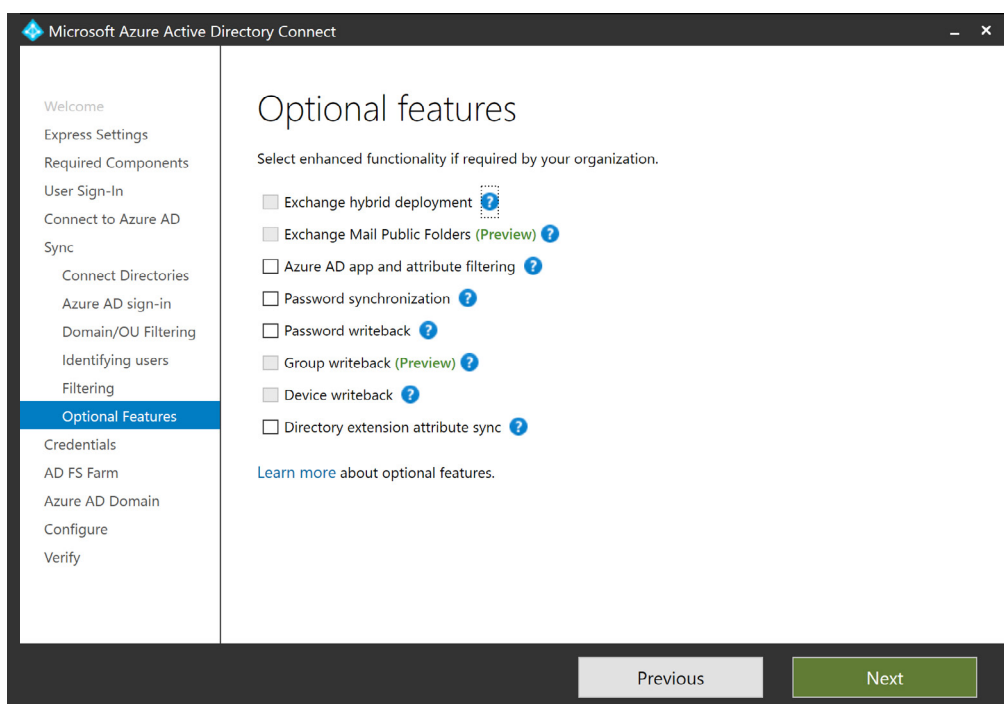 Microsoft Azure Active Directory Connect
Welcome
Express Settings
Required Components
User Sign-In
Connect to Azure AD
Sync
Connect Directories
Azure AD sign-in
Domain/OU Filtering
Identifying users
Filtering
Optional Features
Credentials
AD FS Farm
Azure AD Domain
Configure
Verify
Optional features
Select enhanced functionality if required by your organization.
Exchange hybrid deployment ?
Exchange Mail Public Folders (Preview) ?
Azure AD app and attribute filtering ?
Password synchronization ?
Password writeback ?
Group writeback (Preview) ?
Device writeback ?
Directory extension attribute sync ?
Learn more about optional features.
Previous
Next